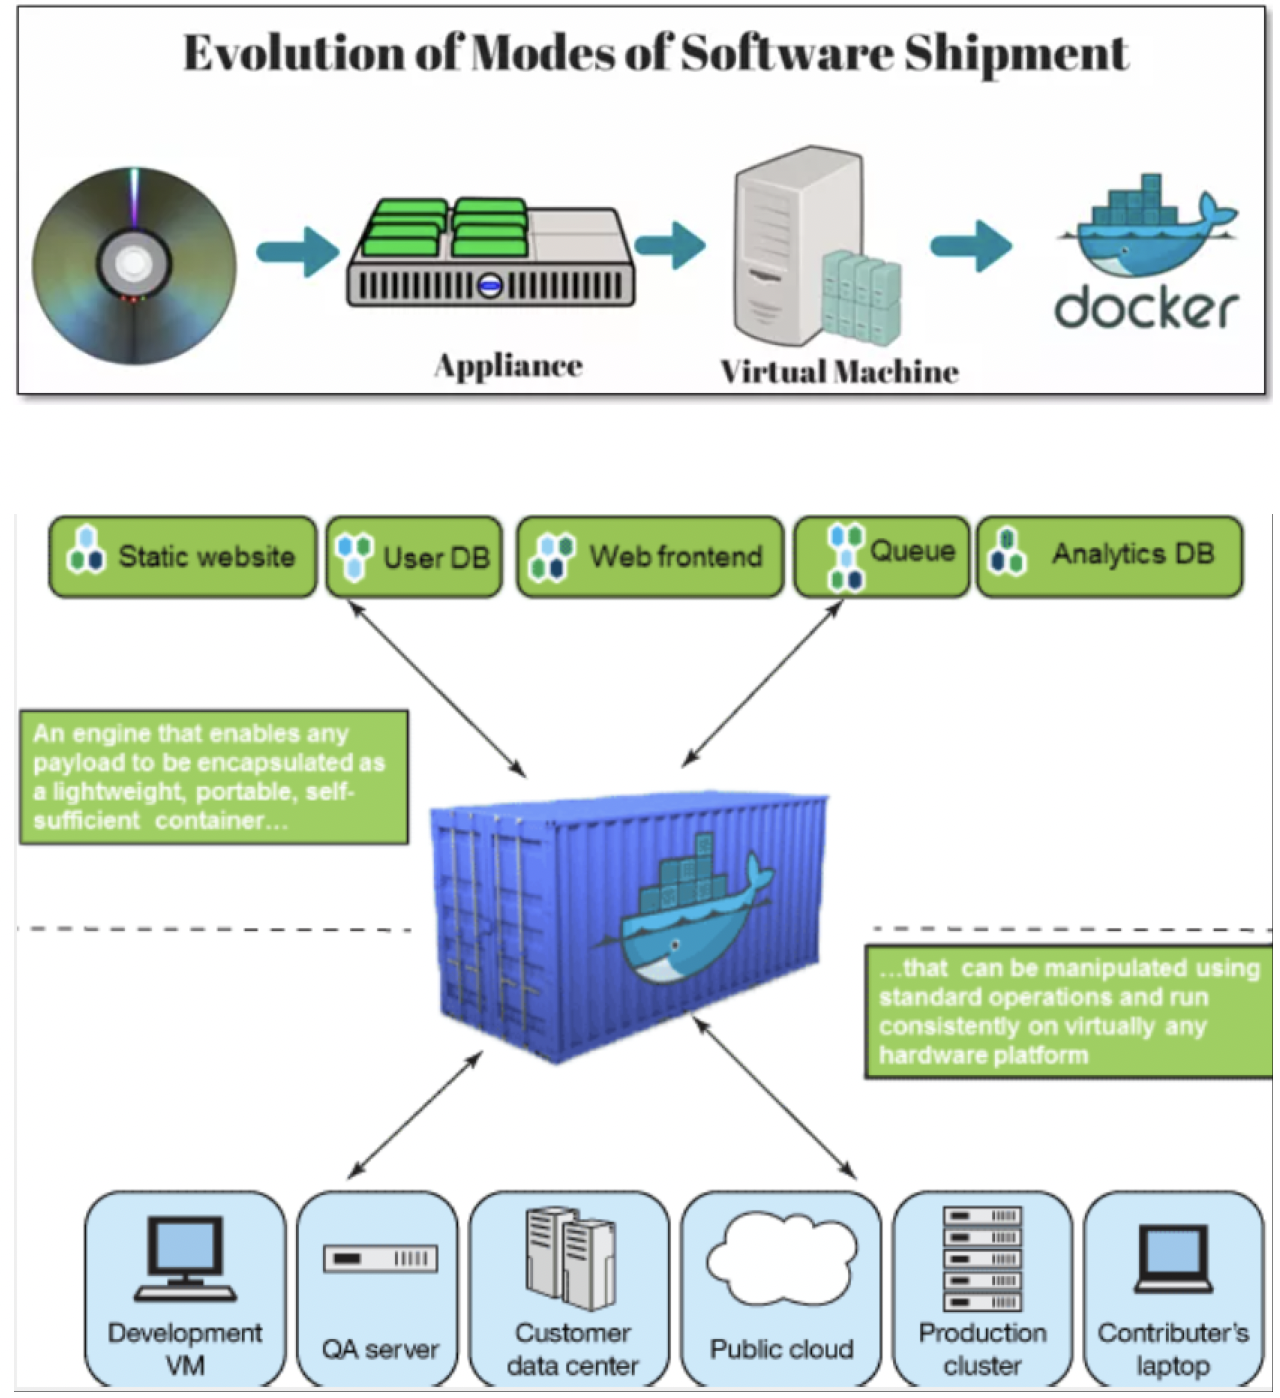 Evolution of Modes of Software Shipment
Appliance
Virtual Machine
docker
Static website
User DB
Web frontend
Queue
Analytics DB
An engine that enables any
payload to be encapsulated as
a lightweight, portable, self-
sufficient container...
...that can be manipulated using
standard operations and run
consistently on virtually any
hardware platform
Development
VM
QA server
Customer
data center
Public cloud
Production
cluster
Contributer's
laptop